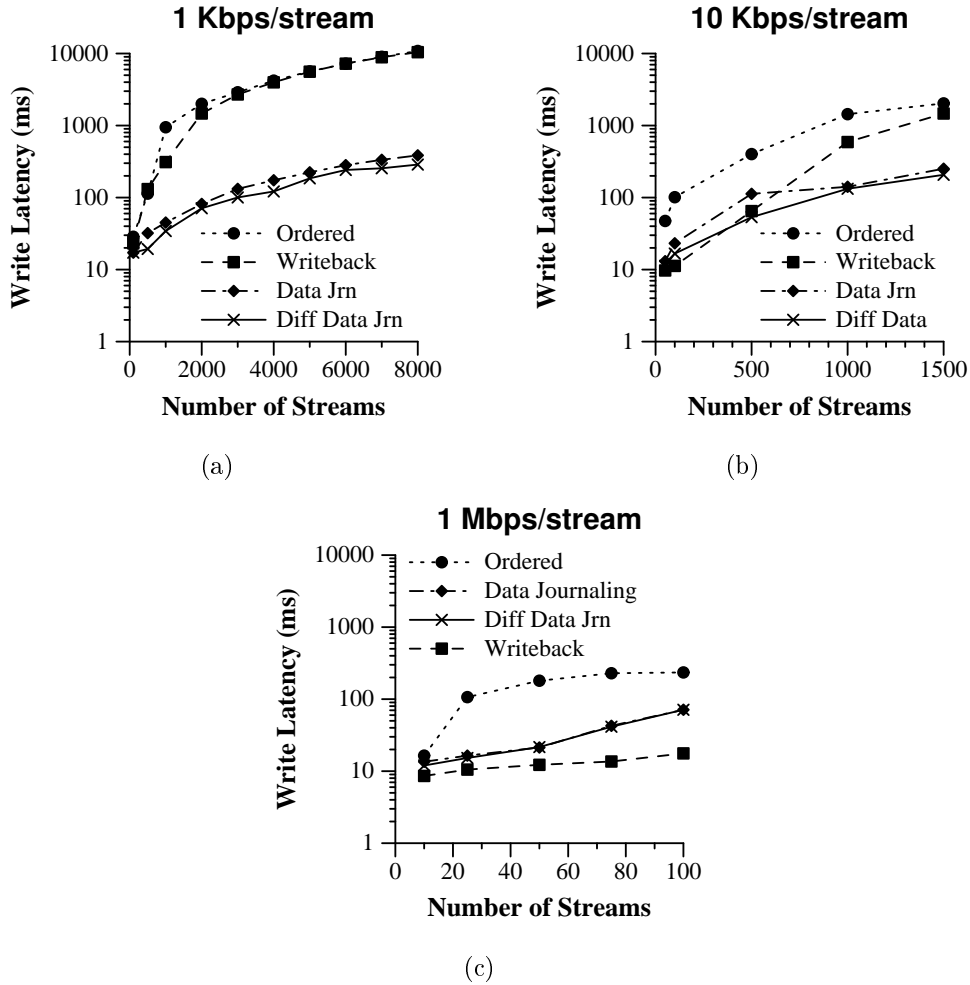 1 Kbps/stream
10000
1000
100
10
1
Write Latency (ms)
Ordered
Writeback
Data Jrn
Diff Data Jrn
0 2000 4000 6000 8000
Number of Streams
(a)
10 Kbps/stream
10000
1000
100
10
1
Write Latency (ms)
Ordered
Writeback
Data Jrn
Diff Data
0 500 1000 1500
Number of Streams
(b)
1 Mbps/stream
10000
1000
100
10
1
Write Latency (ms)
Ordered
Data Journaling
Diff Data Jrn
Writeback
0 20 40 60 80 100
Number of Streams
(c)